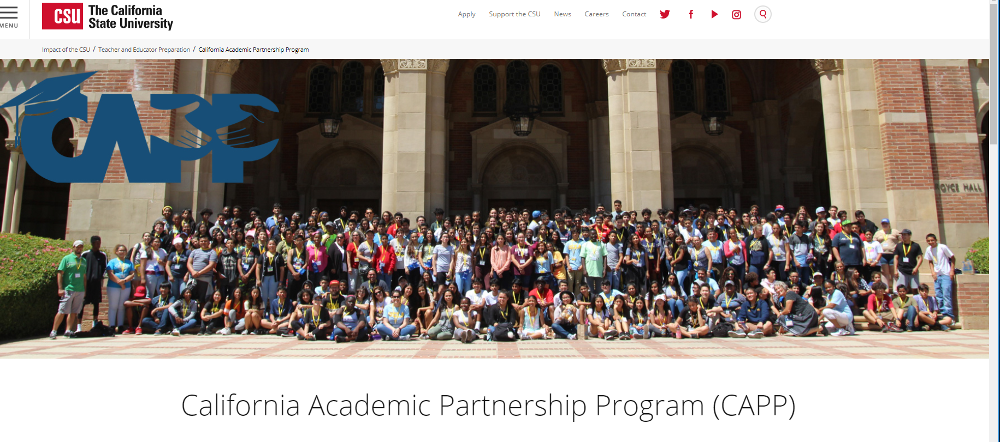 MENU
CSU
The California
State University
Apply
Support the CSU
News
Careers
Contact
Impact of the CSU / Teacher and Educator Preparation / California Academic Partnership Program
CAPP
OYCE HALL
California Academic Partnership Program (CAPP)